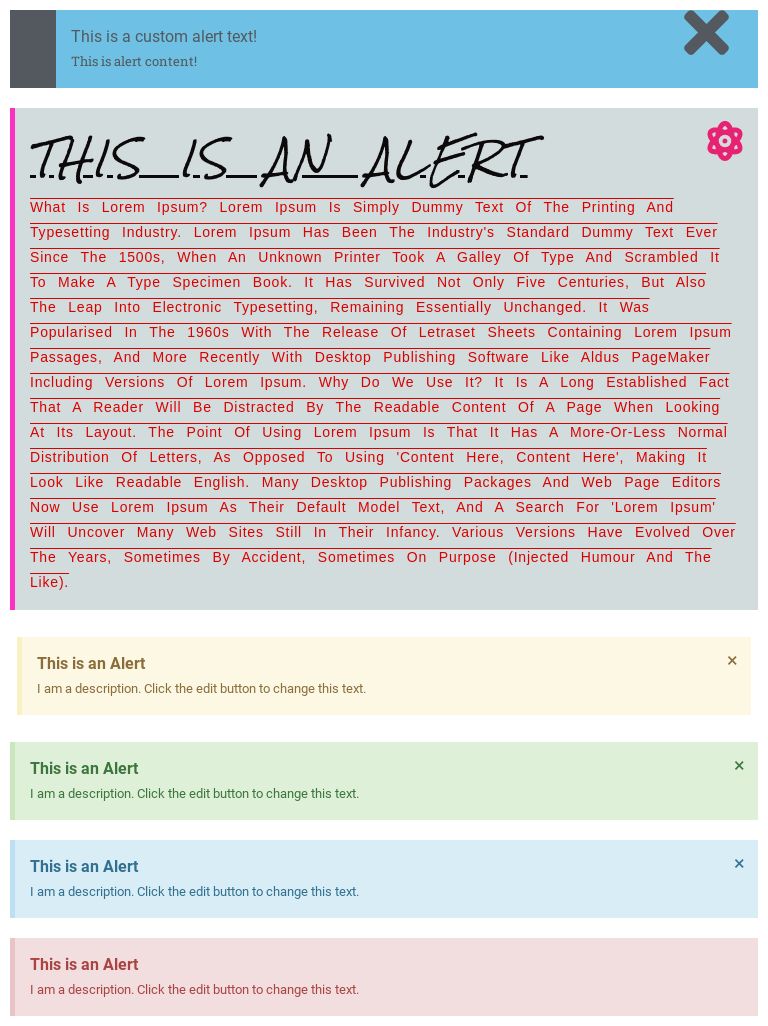 This is a custom alert text!
This is alert content!
THIS IS AN ALERT
What Is Lorem Ipsum? Lorem Ipsum Is Simply Dummy Text Of The Printing And
Typesetting Industry. Lorem Ipsum Has Been The Industry's Standard Dummy Text Ever
Since The 1500s, When An Unknown Printer Took A Galley Of Type And Scrambled It
To Make A Type Specimen Book. It Has Survived Not Only Five Centuries, But Also
The Leap Into Electronic Typesetting, Remaining Essentially Unchanged. It Was
Popularised In The 1960s With The Release Of Letraset Sheets Containing Lorem Ipsum
Passages, And More Recently With Desktop Publishing Software Like Aldus PageMaker
Including Versions Of Lorem Ipsum. Why Do We Use It? It Is A Long Established Fact
That A Reader Will Be Distracted By The Readable Content Of A Page When Looking
At Its Layout. The Point Of Using Lorem Ipsum Is That It Has A More-Or-Less Normal
Distribution Of Letters, As Opposed To Using 'Content Here, Content Here', Making It
Look Like Readable English. Many Desktop Publishing Packages And Web Page Editors
Now Use Lorem Ipsum As Their Default Model Text, And A Search For 'Lorem Ipsum'
Will Uncover Many Web Sites Still In Their Infancy. Various Versions Have Evolved Over
The Years, Sometimes By Accident, Sometimes On Purpose (Injected Humour And The
Like).
This is an Alert
I am a description. Click the edit button to change this text.
This is an Alert
I am a description. Click the edit button to change this text.
This is an Alert
I am a description. Click the edit button to change this text.
This is an Alert
I am a description. Click the edit button to change this text.